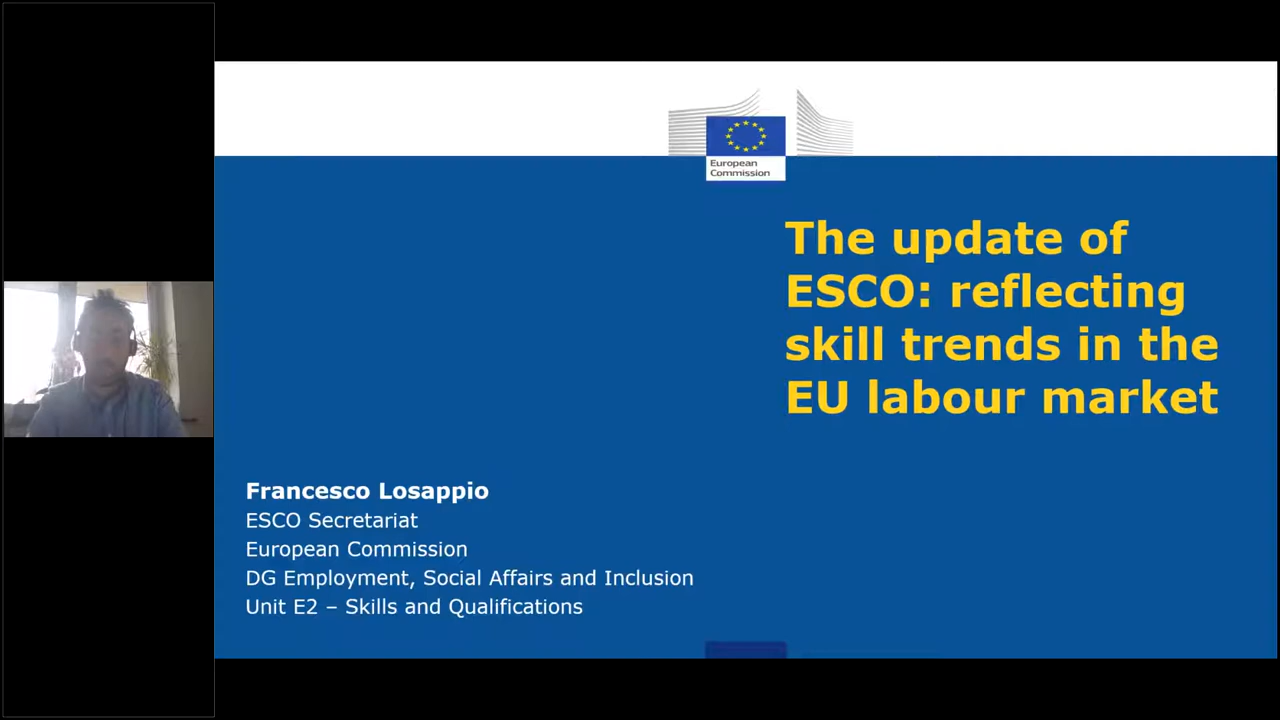 European
Commission
The update of
ESCO: reflecting
skill trends in the
EU labour market
Francesco Losappio
ESCO Secretariat
European Commission
DG Employment, Social Affairs and Inclusion
Unit E2 – Skills and Qualifications